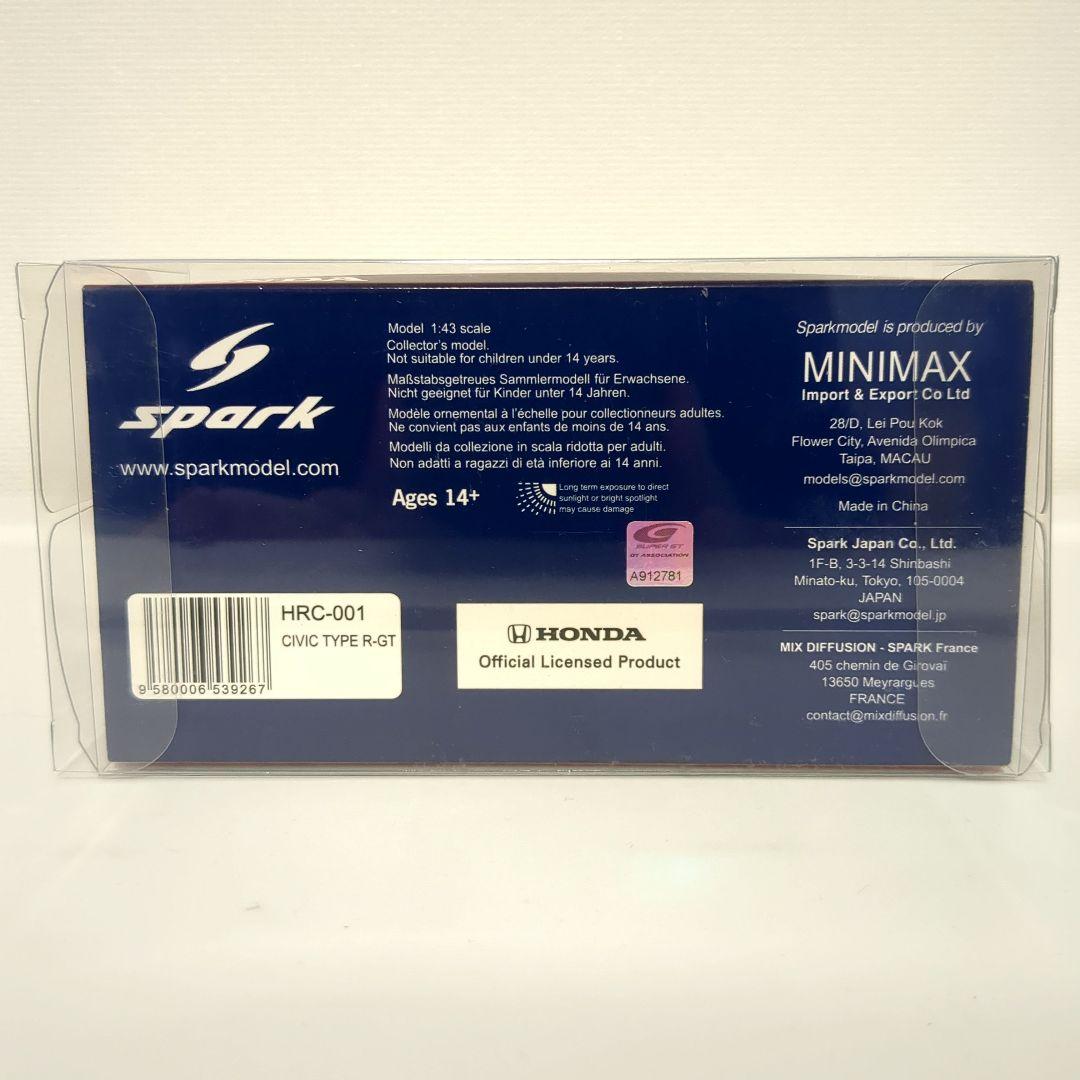 spark
www.sparkmodel.com
Model 1:43 scale
Collector's model.
Not suitable for children under 14 years.
Maßstabsgetreues Sammlermodell für Erwachsene.
Nicht geeignet für Kinder unter 14 Jahren.
Modèle ornemental à l'échelle pour collectionneurs adultes.
Ne convient pas aux enfants de moins de 14 ans.
Modelli da collezione in scala ridotta per adulti.
Non adatti a ragazzi di età inferiore ai 14 anni.
Ages 14+
Long term exposure to direct
sunlight or bright spotlight
may cause damage
SUPER GT
GT ASSOCIATION
A912781
HRC-001
CIVIC TYPE R-GT
9 580006 539267
HONDA
Official Licensed Product
Sparkmodel is produced by
MINIMAX
Import & Export Co Ltd
28/D, Lei Pou Kok
Flower City, Avenida Olimpica
Taipa, MACAU
models@sparkmodel.com
Made in China
Spark Japan Co., Ltd.
1F-B, 3-3-14 Shinbashi
Minato-ku, Tokyo, 105-0004
JAPAN
spark@sparkmodel.jp
MIX DIFFUSION - SPARK France
405 chemin de Girovaï
13650 Meyrargues
FRANCE
contact@mixdiffusion.fr